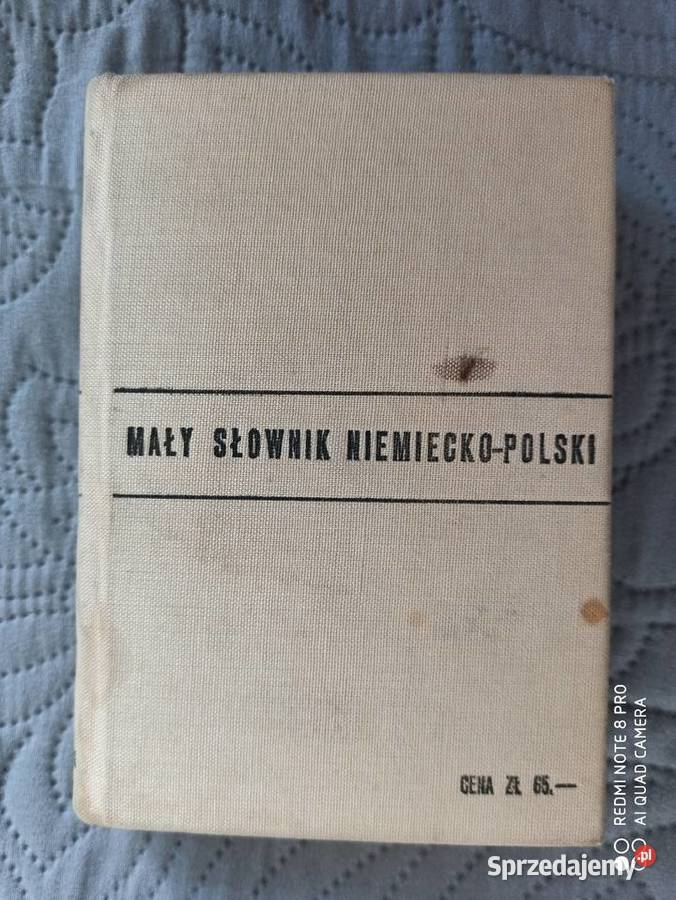 MAŁY SŁOWNIK NIEMIECKO-POLSKI
CENA ZŁ 65.—
REDMI NOTE 8 PRO
AI QUAD CAMERA
Sprzedajemy.pl